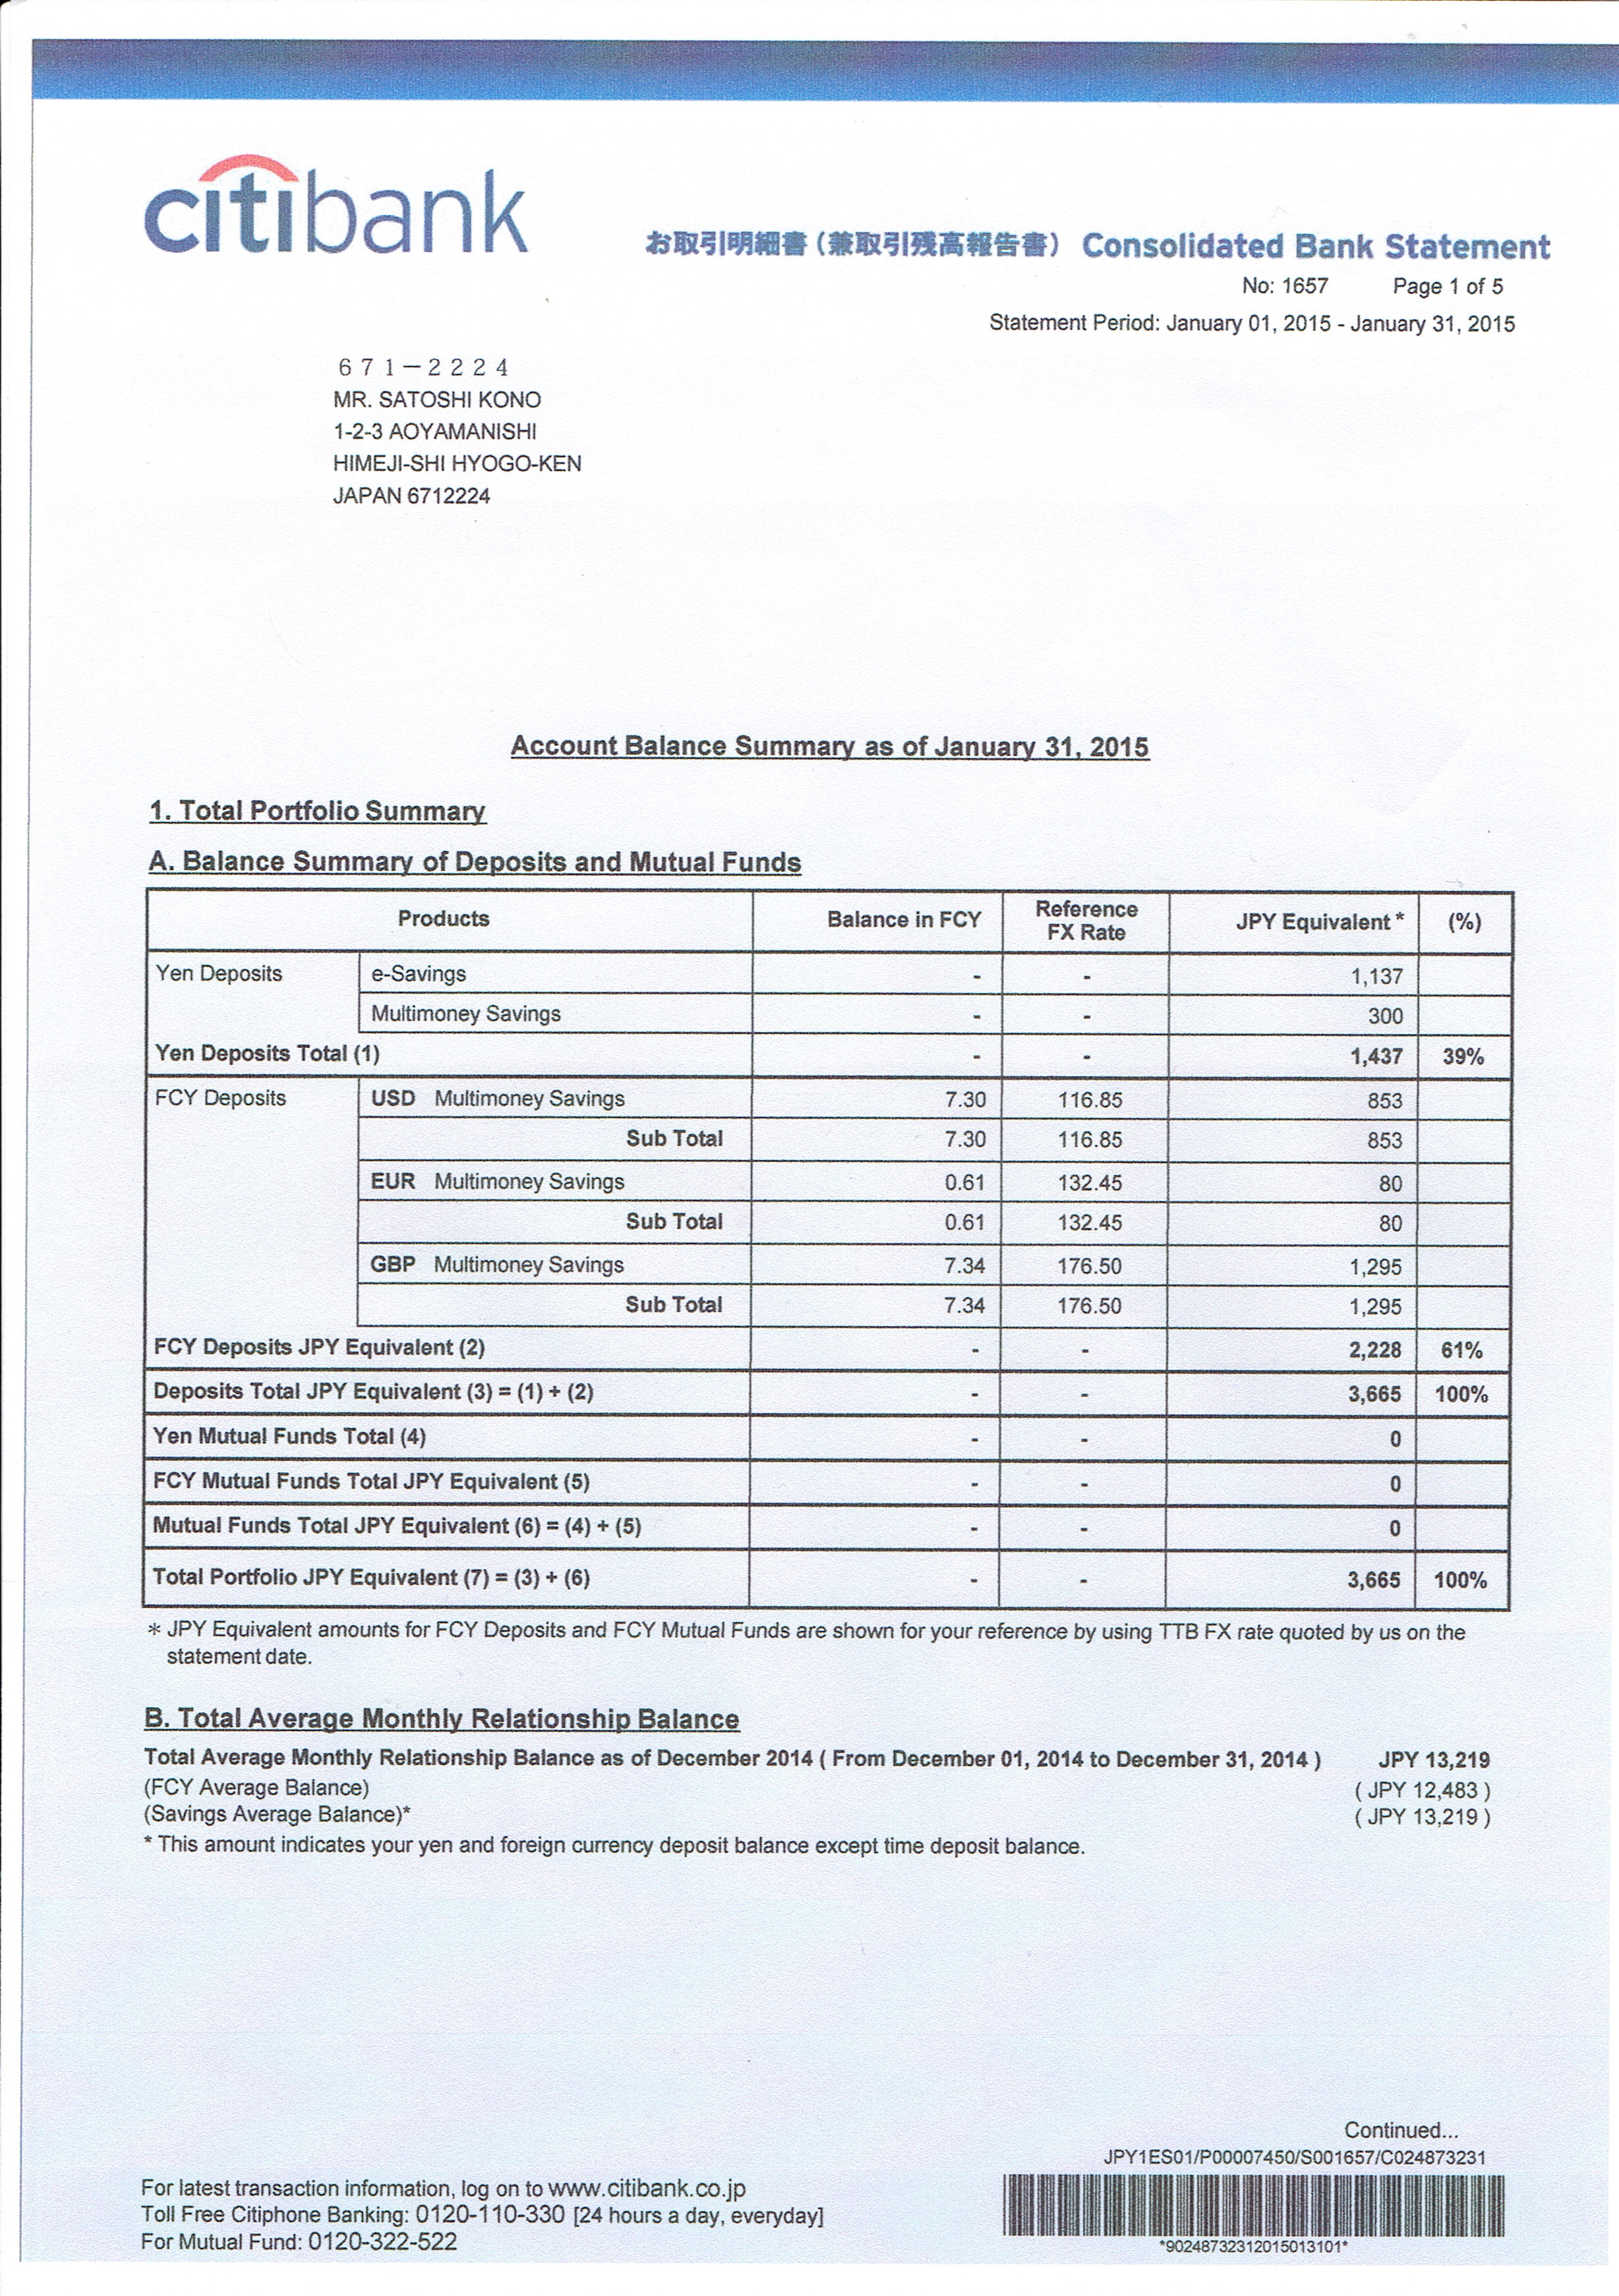 citibank
お取引明細書（兼取引残高報告書） Consolidated Bank Statement
No: 1657 Page 1 of 5
Statement Period: January 01, 2015 - January 31, 2015
671-2224
MR. SATOSHI KONO
1-2-3 AOYAMANISHI
HIMEJI-SHI HYOGO-KEN
JAPAN 6712224
Account Balance Summary as of January 31, 2015
1. Total Portfolio Summary
A. Balance Summary of Deposits and Mutual Funds
Products Balance in FCY Reference FX Rate JPY Equivalent * (%)
Yen Deposits e-Savings - - 1,137
Multimoney Savings - - 300
Yen Deposits Total (1) - - 1,437 39%
FCY Deposits USD Multimoney Savings 7.30 116.85 853
Sub Total 7.30 116.85 853
EUR Multimoney Savings 0.61 132.45 80
Sub Total 0.61 132.45 80
GBP Multimoney Savings 7.34 176.50 1,295
Sub Total 7.34 176.50 1,295
FCY Deposits JPY Equivalent (2) - - 2,228 61%
Deposits Total JPY Equivalent (3) = (1) + (2) - - 3,665 100%
Yen Mutual Funds Total (4) - - 0
FCY Mutual Funds Total JPY Equivalent (5) - - 0
Mutual Funds Total JPY Equivalent (6) = (4) + (5) - - 0
Total Portfolio JPY Equivalent (7) = (3) + (6) - - 3,665 100%
* JPY Equivalent amounts for FCY Deposits and FCY Mutual Funds are shown for your reference by using TTB FX rate quoted by us on the
statement date.
B. Total Average Monthly Relationship Balance
Total Average Monthly Relationship Balance as of December 2014 ( From December 01, 2014 to December 31, 2014 ) JPY 13,219
(FCY Average Balance) ( JPY 12,483 )
(Savings Average Balance)* ( JPY 13,219 )
* This amount indicates your yen and foreign currency deposit balance except time deposit balance.
Continued...
JPY1ES01/P00007450/S001657/C024873231
For latest transaction information, log on to www.citibank.co.jp
Toll Free Citiphone Banking: 0120-110-330 [24 hours a day, everyday]
For Mutual Fund: 0120-322-522
*90248732312015013101*